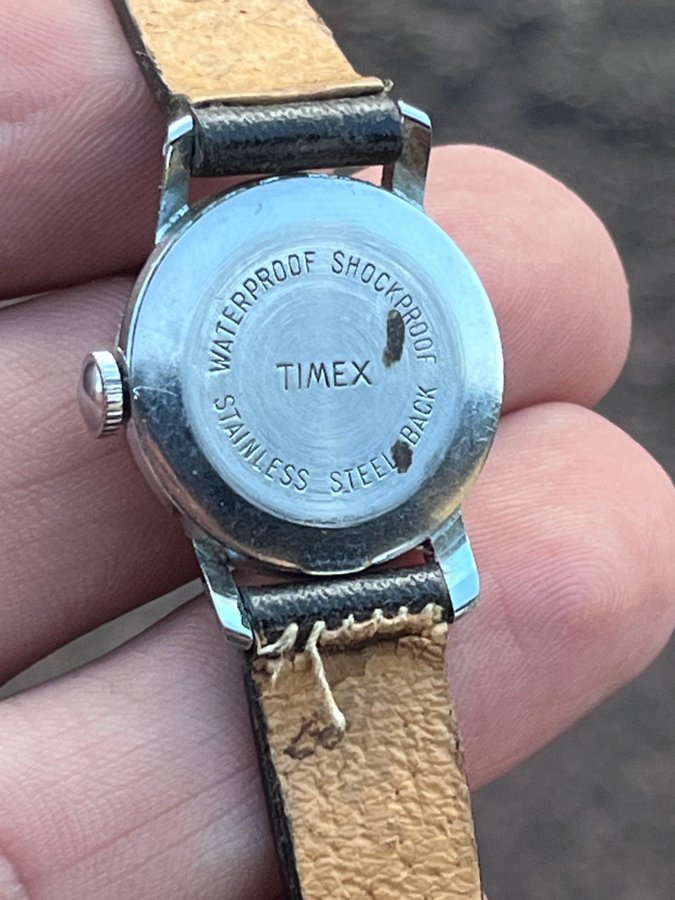 WATERPROOF SHOCKPROOF
TIMEX
STAINLESS STEEL BACK